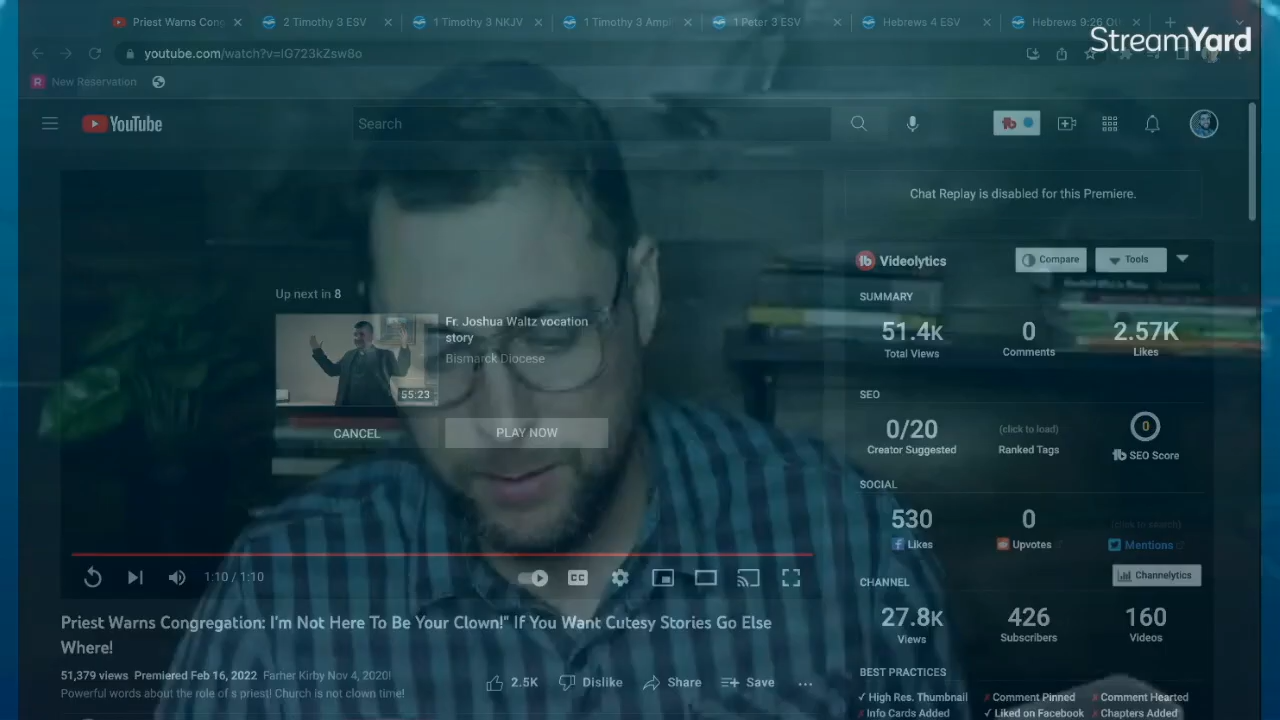 Priest Warns Cong
2 Timothy 3 ESV
1 Timothy 3 NKJV
1 Timothy 3 Ampl
1 Peter 3 ESV
Hebrews 4 ESV
Hebrews 9:26
StreamYard
youtube.com/watch?v=lG723kZsw8o
New Reservation
YouTube
Search
Chat Replay is disabled for this Premiere.
Videolytics
Compare
Tools
SUMMARY
51.4K
0
2.57K
Total Views
Comments
Likes
Up next in 8
Fr. Joshua Waltz vocation
story
Bismarck Diocese
55:23
CANCEL
PLAY NOW
SEO
0/20
(click to load)
0
Creator Suggested
Ranked Tags
SEO Score
SOCIAL
530
0
(click to search)
Likes
Upvotes
Mentions
Channelytics
1:10 / 1:10
CC
CHANNEL
27.8K
426
160
Views
Subscribers
Videos
Priest Warns Congregation: I'm Not Here To Be Your Clown!" If You Want Cutesy Stories Go Else
Where!
51,379 views Premiered Feb 16, 2022 Farher Kirby Nov 4, 2020!
Powerful words about the role of s priest! Church is not clown time!
2.5K
Dislike
Share
Save
BEST PRACTICES
✓ High Res. Thumbnail
✗ Comment Pinned
✗ Comment Hearted
✗ Info Cards Added
✓ Liked on Facebook
✗ Chapters Added